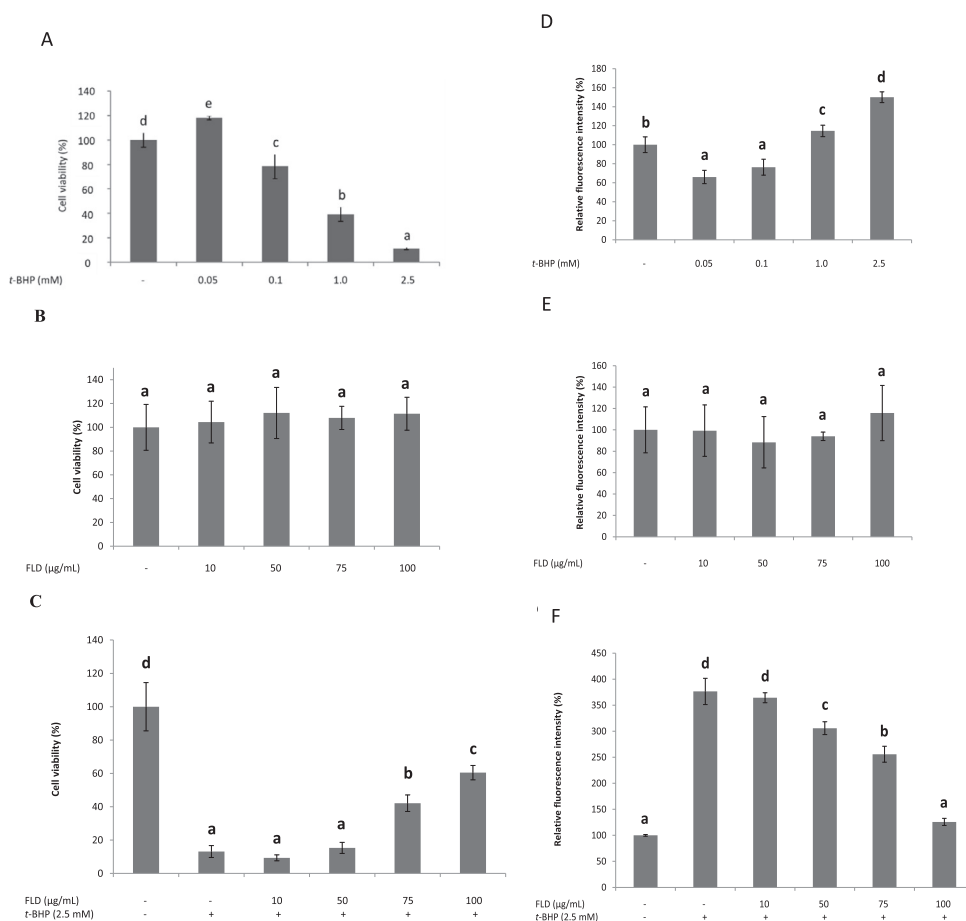 A
Cell viability (%)
140
120
100
80
60
40
20
0
d
e
c
b
a
t-BHP (mM) - 0.05 0.1 1.0 2.5
B
Cell viability (%)
140
120
100
80
60
40
20
0
a a a a a
FLD (µg/mL) - 10 50 75 100
C
Cell viability (%)
140
120
100
80
60
40
20
0
d
a
a
a
b
c
FLD (µg/mL) - - 10 50 75 100
t-BHP (2.5 mM) - + + + + +
D
Relative fluorescence intensity (%)
180
160
140
120
100
80
60
40
20
0
b
a
a
c
d
t-BHP (mM) - 0.05 0.1 1.0 2.5
E
Relative fluorescence intensity (%)
160
140
120
100
80
60
40
20
0
a a a a a
FLD (µg/mL) - 10 50 75 100
F
Relative fluorescence intensity (%)
450
400
350
300
250
200
150
100
50
0
a
d
d
c
b
a
FLD (µg/mL) - - 10 50 75 100
t-BHP (2.5 mM) - + + + + +